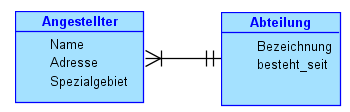 Angestellter
Name
Adresse
Spezialgebiet
Abteilung
Bezeichnung
besteht_seit